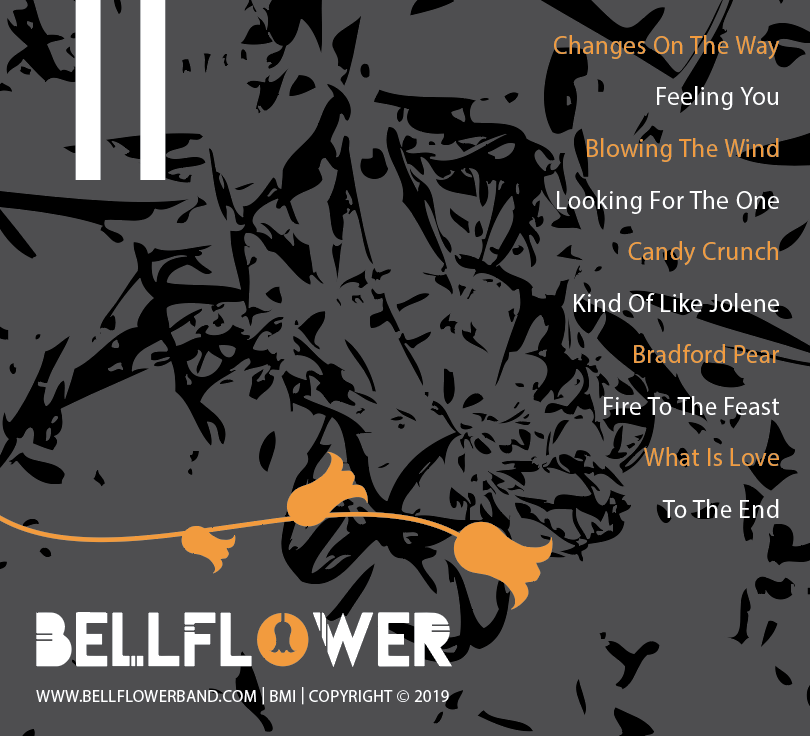 II
Changes On The Way
Feeling You
Blowing The Wind
Looking For The One
Candy Crunch
Kind Of Like Jolene
Bradford Pear
Fire To The Feast
What Is Love
To The End
BELLFLOWER
WWW.BELLFLOWERBAND.COM | BMI | COPYRIGHT © 2019